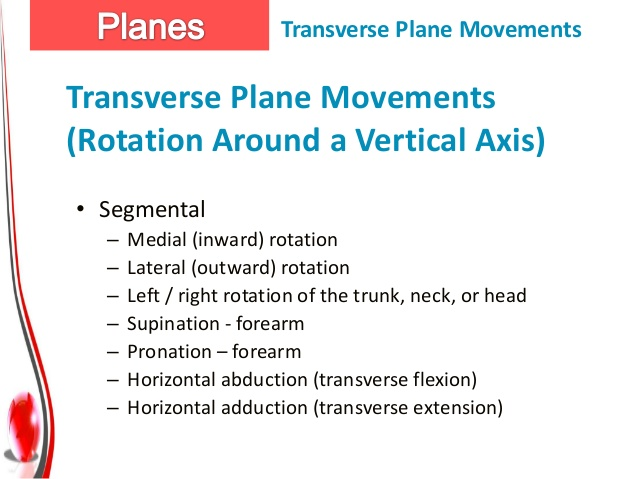 Planes
Transverse Plane Movements
Transverse Plane Movements
(Rotation Around a Vertical Axis)
• Segmental
– Medial (inward) rotation
– Lateral (outward) rotation
– Left / right rotation of the trunk, neck, or head
– Supination - forearm
– Pronation – forearm
– Horizontal abduction (transverse flexion)
– Horizontal adduction (transverse extension)